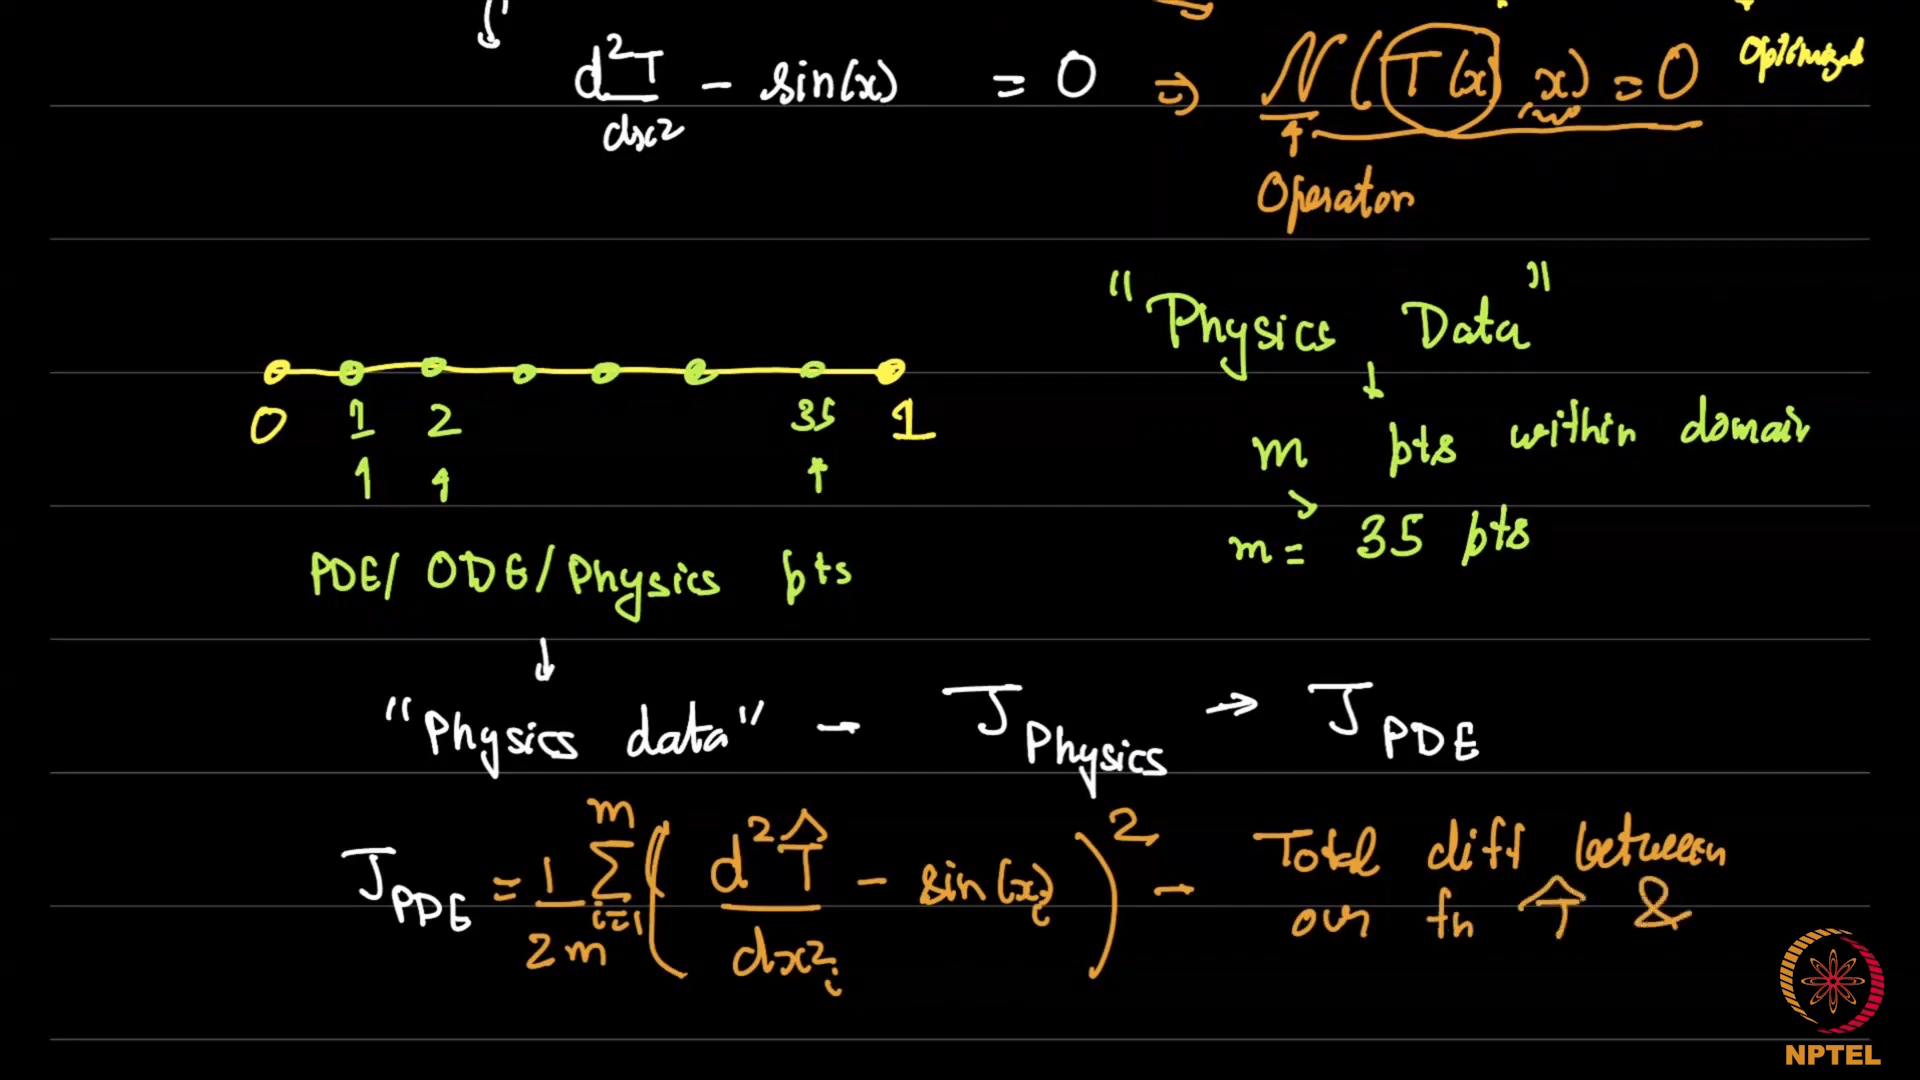 d²T/dx² - sin(x) = 0 ⇒ N(T(x), x) = 0
Optimized
Operator
"Physics Data"
0 1 2 35 1
m pts within domain
m = 35 pts
PDE/ ODE/ Physics pts
"Physics data" - J_Physics → J_PDE
J_PDE = 1/2m Σ_{i=1}^{m} ( d²T̂/dx²_i - sin(x_i) )² - Total diff between
our fn T̂ &
NPTEL